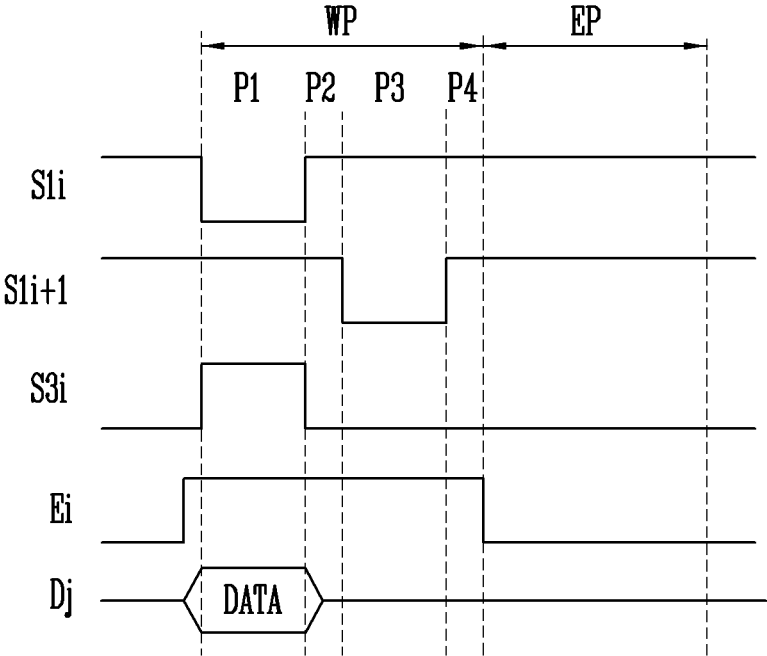 WP EP
P1 P2 P3 P4
S1i
S1i+1
S3i
Ei
Dj DATA